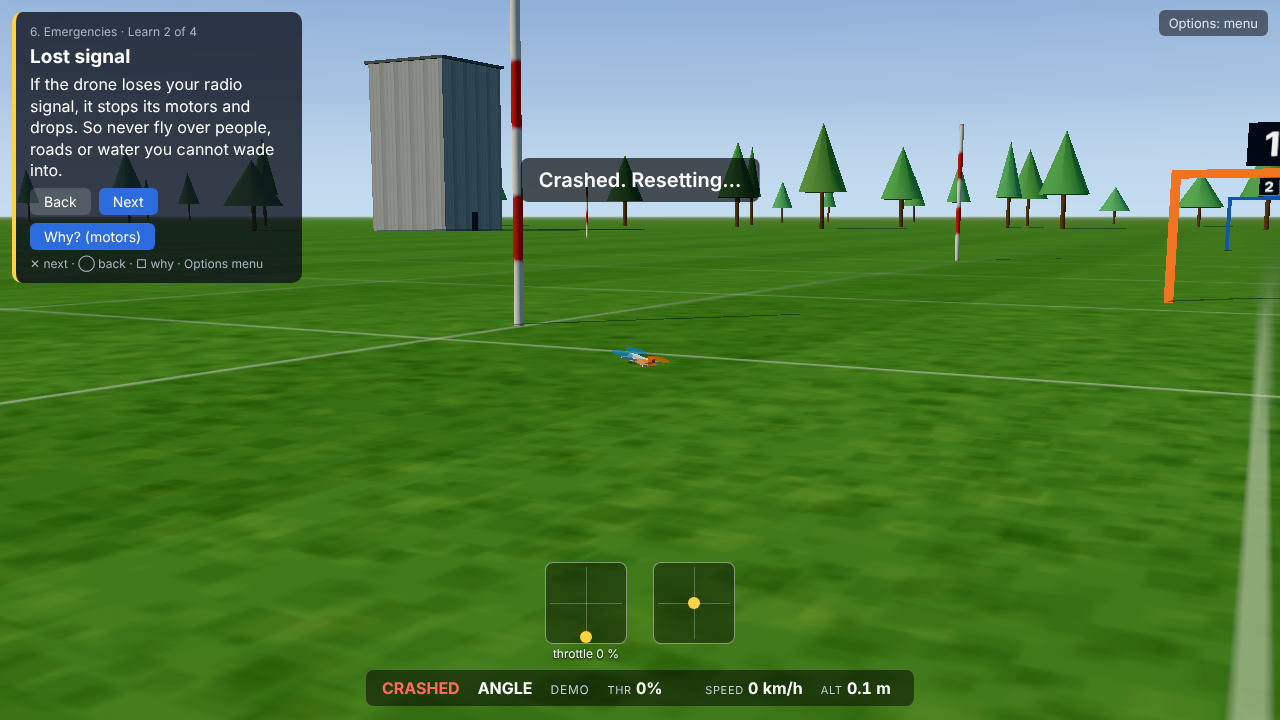 6. Emergencies · Learn 2 of 4
Options: menu
Lost signal
If the drone loses your radio
signal, it stops its motors and
drops. So never fly over people,
roads or water you cannot wade
into.
Back Next
Why? (motors)
✕ next · ◯ back · □ why · Options menu
Crashed. Resetting...
1
2
throttle 0 %
CRASHED ANGLE DEMO THR 0% SPEED 0 km/h ALT 0.1 m